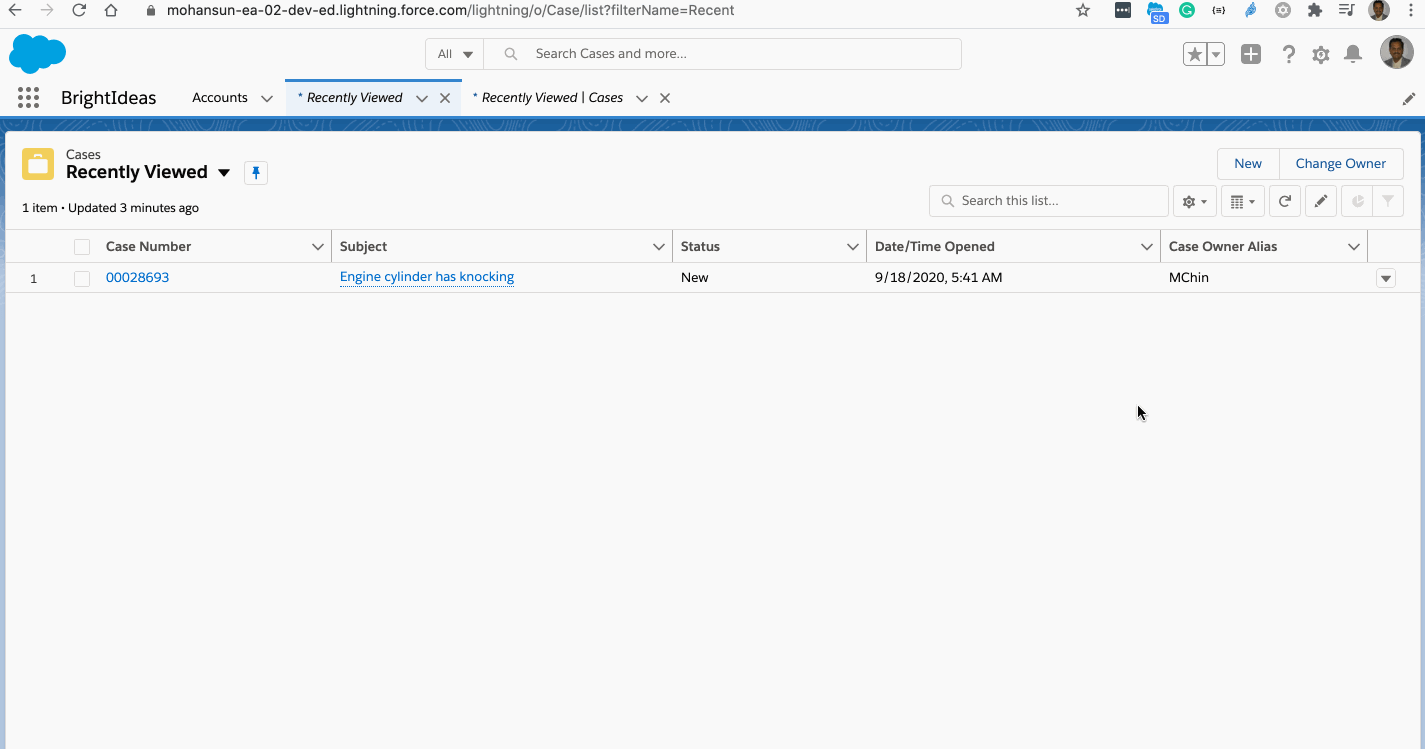 mohansun-ea-02-dev-ed.lightning.force.com/lightning/o/Case/list?filterName=Recent
SD
All
Search Cases and more...
BrightIdeas
Accounts
* Recently Viewed
* Recently Viewed | Cases
Cases
Recently Viewed
New
Change Owner
1 item • Updated 3 minutes ago
Search this list...
Case Number
Subject
Status
Date/Time Opened
Case Owner Alias
1
00028693
Engine cylinder has knocking
New
9/18/2020, 5:41 AM
MChin